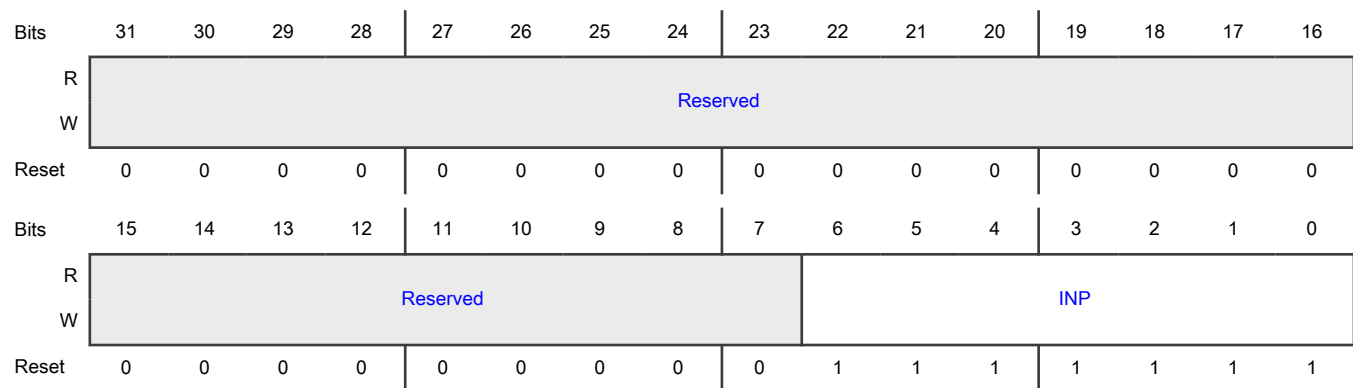 Bits 31 30 29 28 27 26 25 24 23 22 21 20 19 18 17 16
R
Reserved
W
Reset 0 0 0 0 0 0 0 0 0 0 0 0 0 0 0 0
Bits 15 14 13 12 11 10 9 8 7 6 5 4 3 2 1 0
R
Reserved INP
W
Reset 0 0 0 0 0 0 0 0 0 1 1 1 1 1 1 1